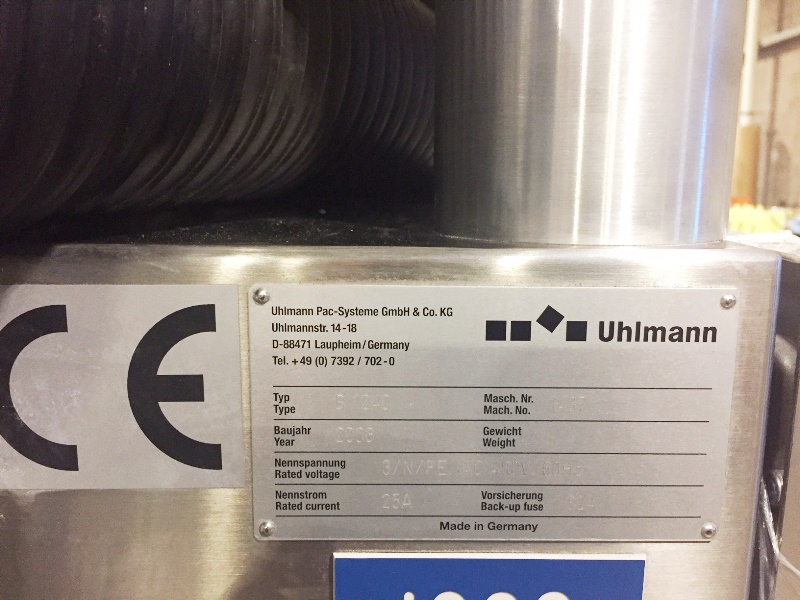 CE
Uhlmann Pac-Systeme GmbH & Co. KG
Uhlmannstr. 14-18
D-88471 Laupheim/Germany
Tel. +49 (0) 7392 / 702-0
Uhlmann
Typ
Type
Masch. Nr.
Mach. No.
Baujahr
Year
Gewicht
Weight
Nennspannung
Rated voltage
3/N/PE
Nennstrom
Rated current
25A
Vorsicherung
Back-up fuse
Made in Germany